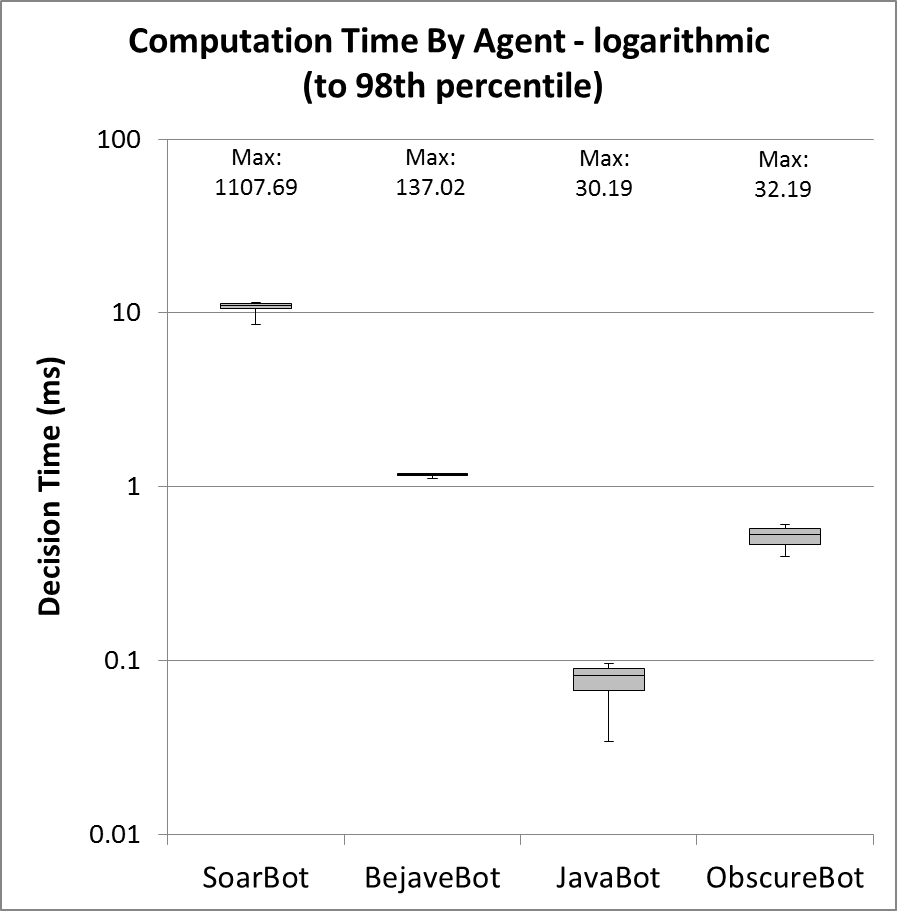 Computation Time By Agent - logarithmic
(to 98th percentile)
Decision Time (ms)
100
10
1
0.1
0.01
Max:
1107.69
Max:
137.02
Max:
30.19
Max:
32.19
SoarBot
BejaveBot
JavaBot
ObscureBot